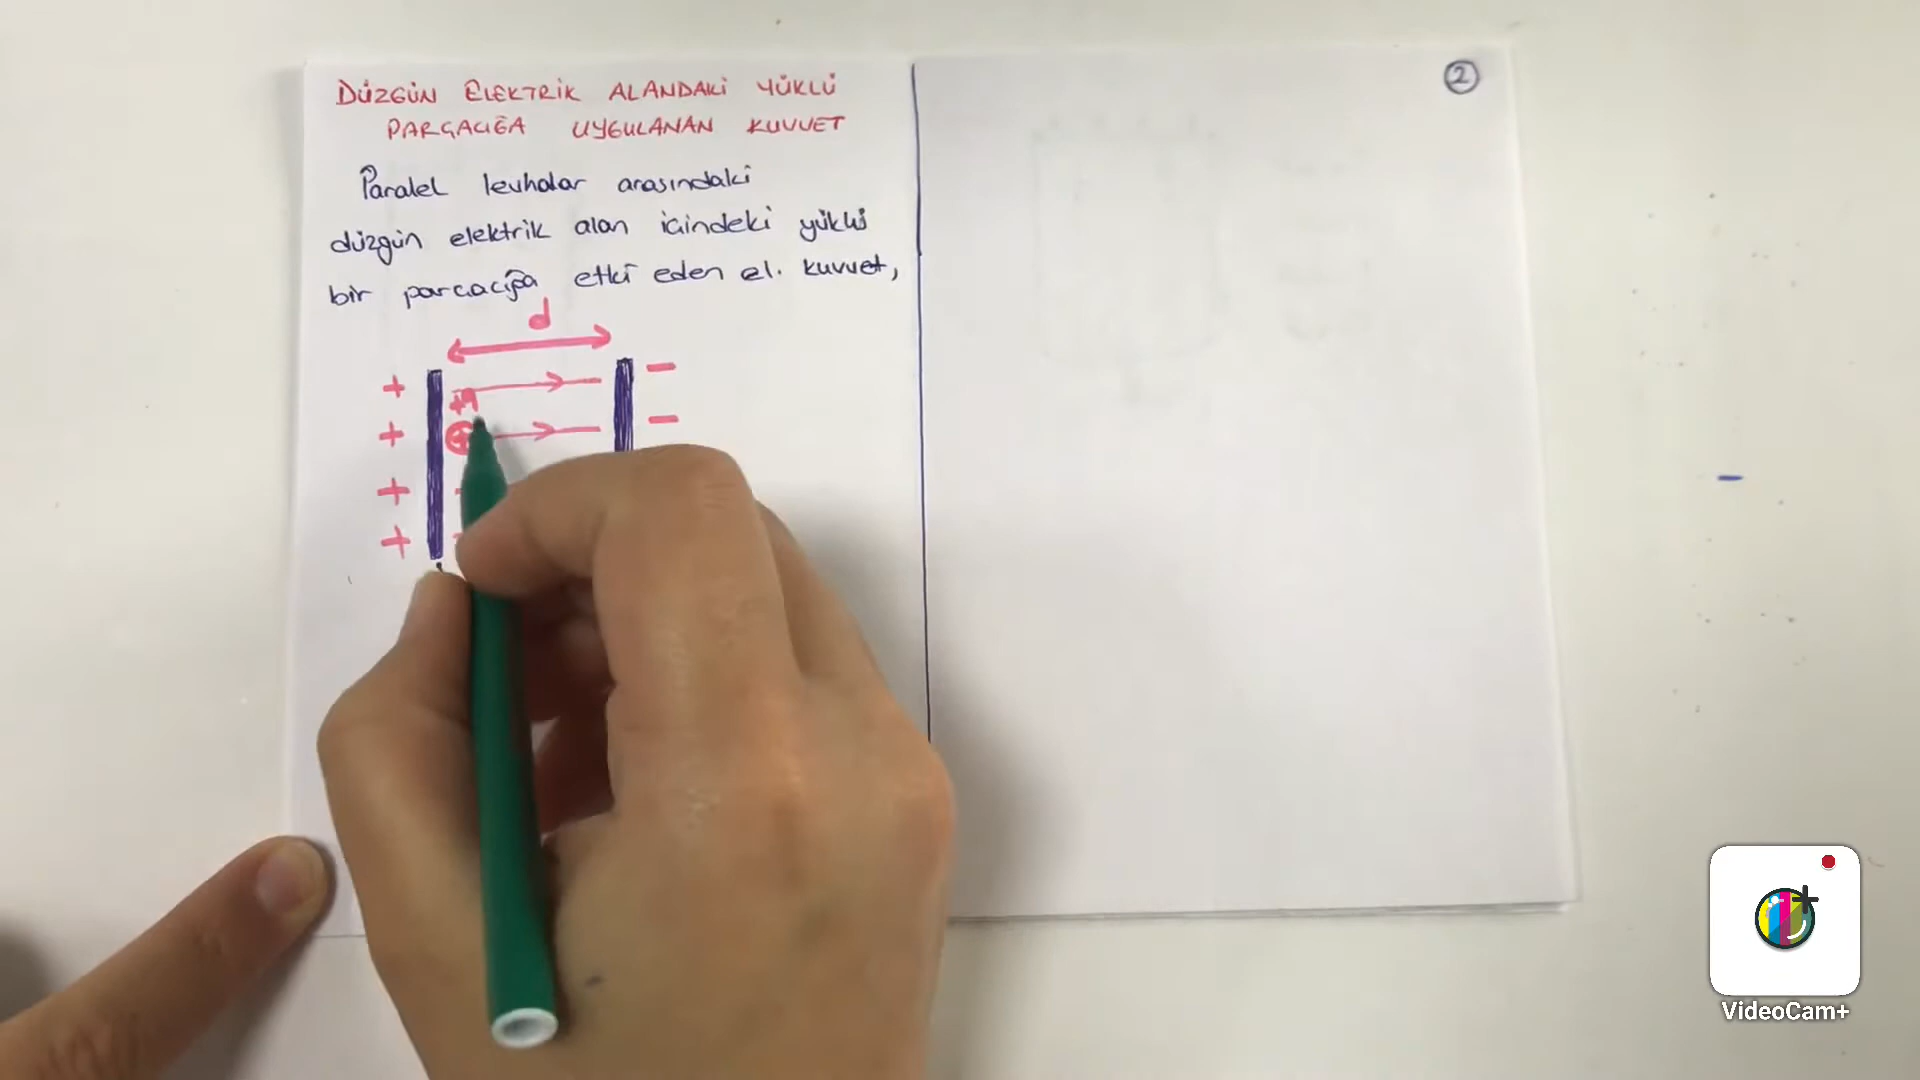 DÜZGÜN ELEKTRİK ALANDAKİ YÜKLÜ
PARÇACIĞA UYGULANAN KUVVET
Paralel levhalar arasındaki
düzgün elektrik alan içindeki yüklü
bir parçacığa etki eden el. kuvvet,
d
+ −
+q
+ + −
+
+
2
VideoCam+